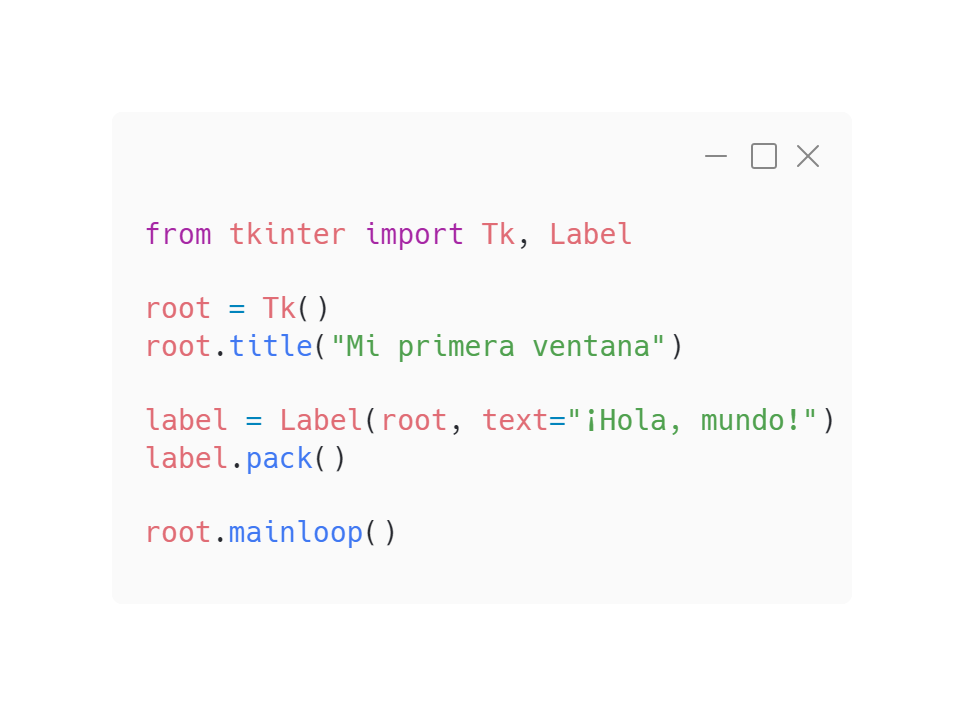 from tkinter import Tk, Label
root = Tk()
root.title("Mi primera ventana")
label = Label(root, text="¡Hola, mundo!")
label.pack()
root.mainloop()